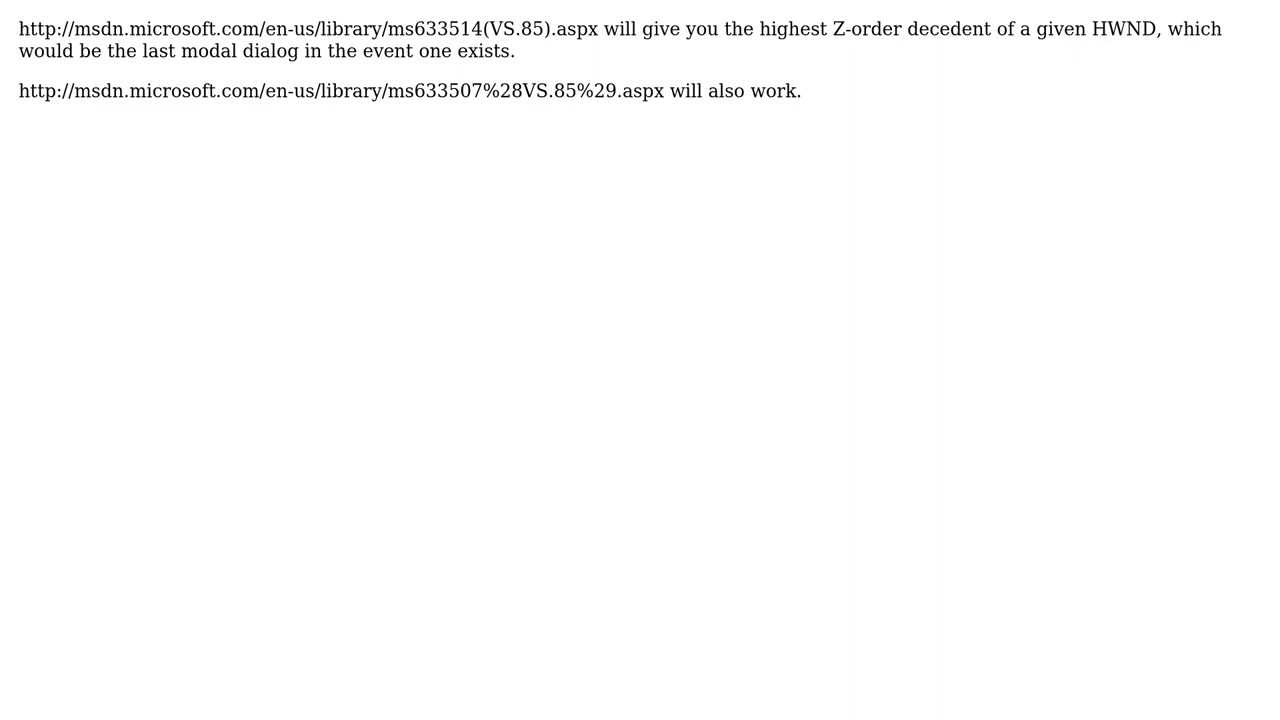 http://msdn.microsoft.com/en-us/library/ms633514(VS.85).aspx will give you the highest Z-order decedent of a given HWND, which
would be the last modal dialog in the event one exists.
http://msdn.microsoft.com/en-us/library/ms633507%28VS.85%29.aspx will also work.